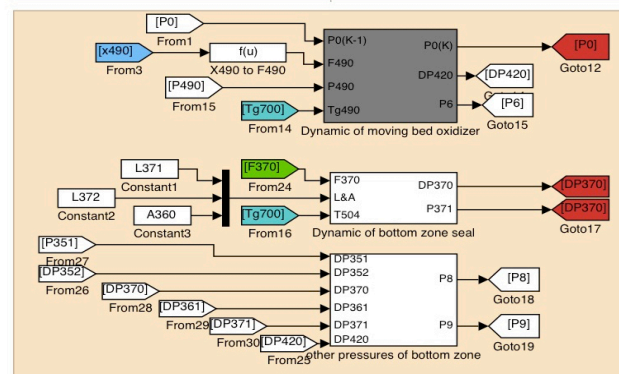 [P0]
From1
[x490]
From3
f(u)
X490 to F490
[P490]
From15
[Tg700]
From14
P0(K-1)
F490
P490
Tg490
P0(K)
DP420
P6
Dynamic of moving bed oxidizer
[P0]
Goto12
[DP420]
[P6]
Goto15
L371
Constant1
L372
Constant2
A360
Constant3
[F370]
From24
[Tg700]
From16
F370
L&A
T504
DP370
P371
Dynamic of bottom zone seal
[DP370]
[DP370]
Goto17
[P351]
From27
[DP352]
From26
[DP370]
From28
[DP361]
From29
[DP371]
From30
[DP420]
From25
DP351
DP352
DP370
DP361
DP371
DP420
P8
P9
other pressures of bottom zone
[P8]
Goto18
[P9]
Goto19